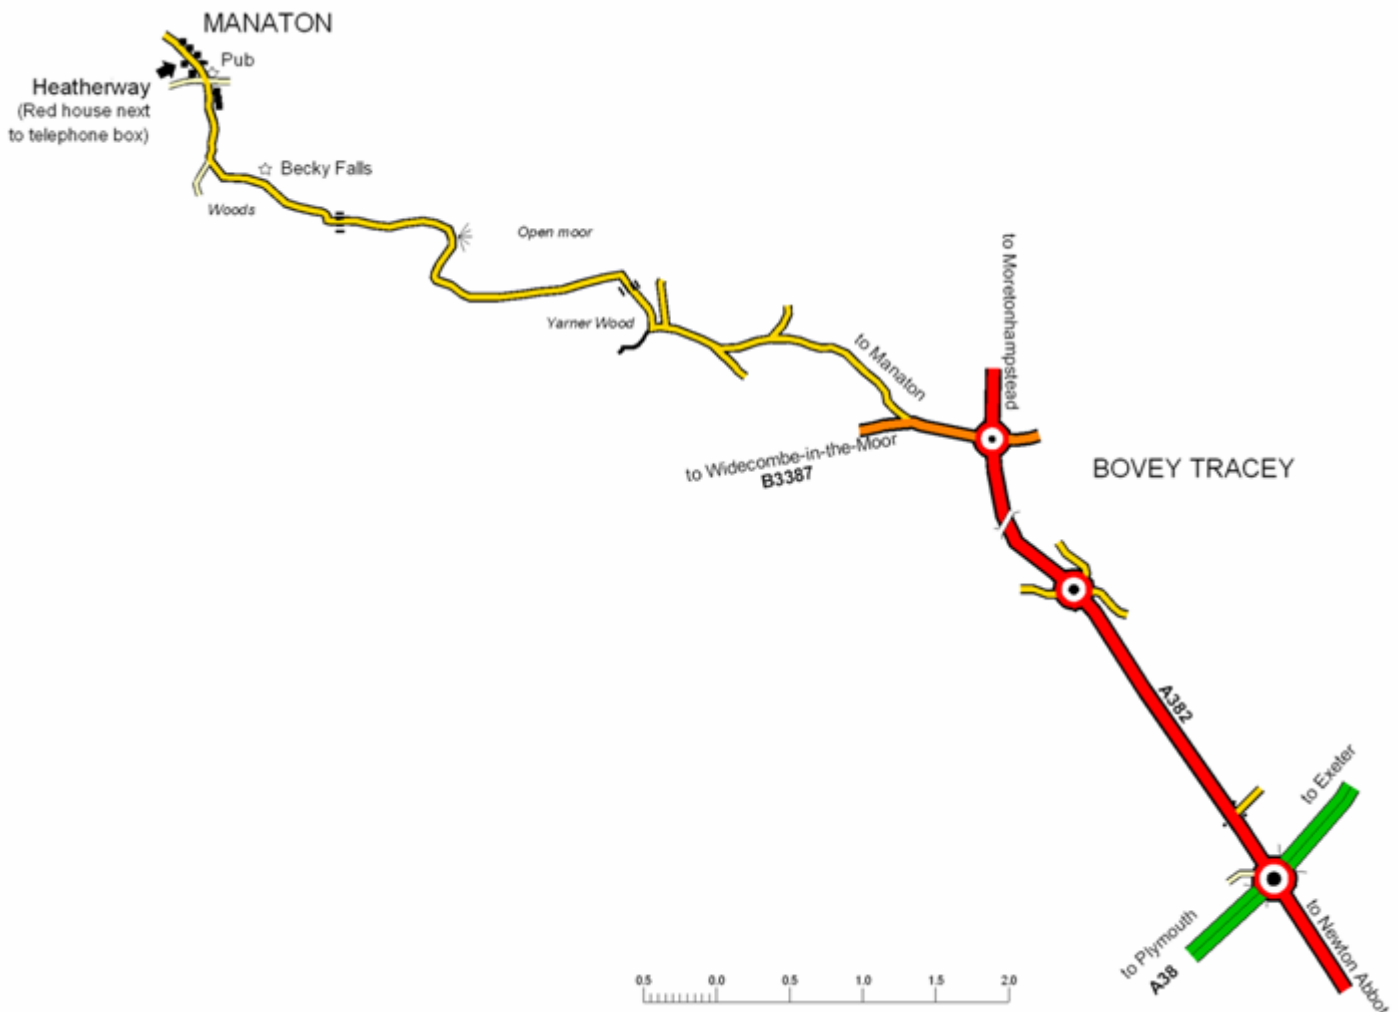 MANATON
Pub
Heatherway
(Red house next
to telephone box)
Becky Falls
Woods
Open moor
to Moretonhampstead
Yarner Wood
to Manaton
to Widecombe-in-the-Moor
B3387
BOVEY TRACEY
A382
to Exeter
to Plymouth
A38
to Newton Abbot
0.5 0.0 0.5 1.0 1.5 2.0